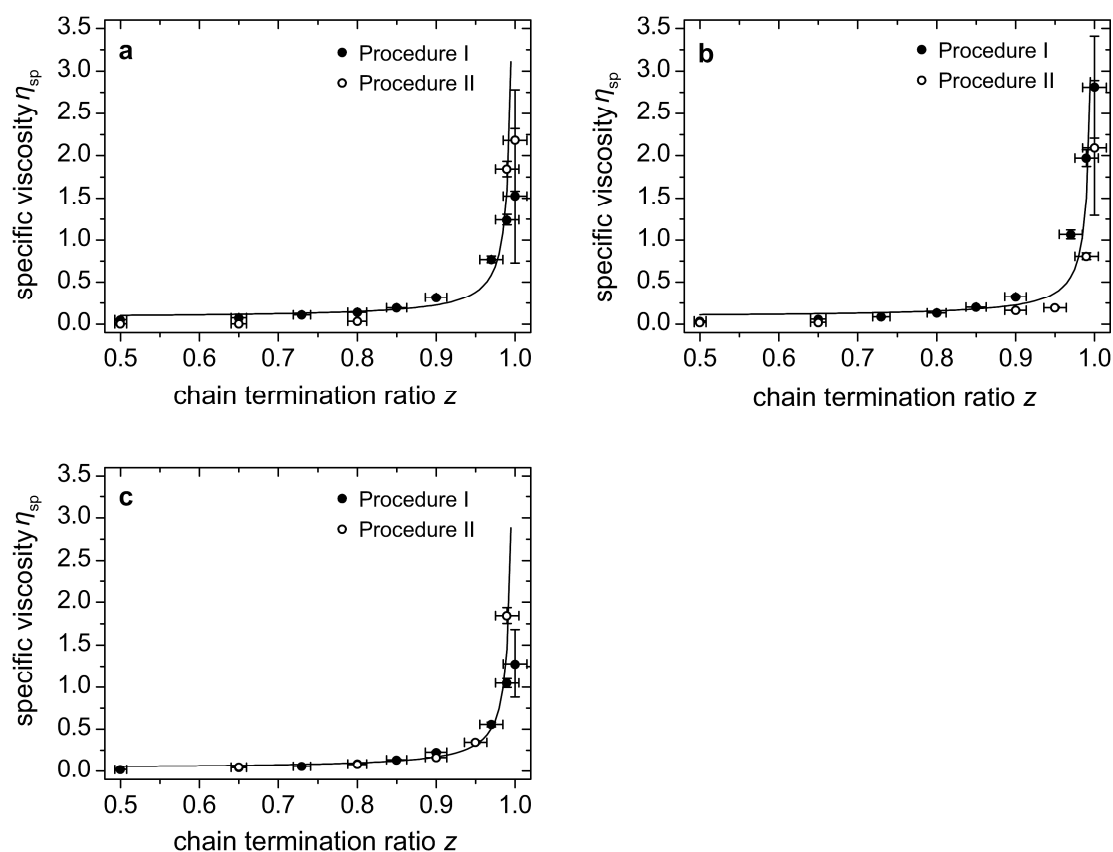 a
Procedure I
Procedure II
3.5
3.0
2.5
2.0
1.5
1.0
0.5
0.0
specific viscosity ηsp
0.5 0.6 0.7 0.8 0.9 1.0
chain termination ratio z
b
Procedure I
Procedure II
3.5
3.0
2.5
2.0
1.5
1.0
0.5
0.0
specific viscosity ηsp
0.5 0.6 0.7 0.8 0.9 1.0
chain termination ratio z
c
Procedure I
Procedure II
3.5
3.0
2.5
2.0
1.5
1.0
0.5
0.0
specific viscosity ηsp
0.5 0.6 0.7 0.8 0.9 1.0
chain termination ratio z